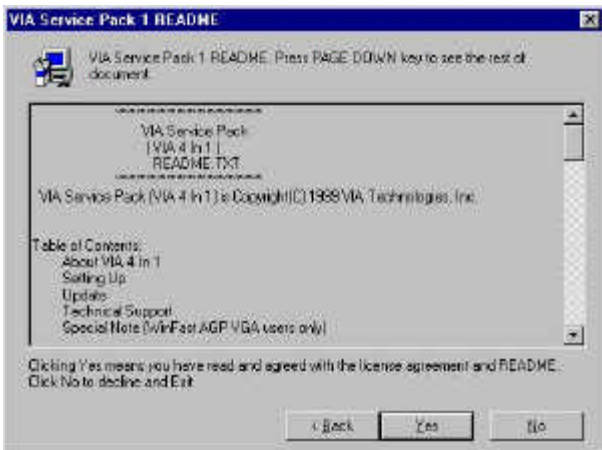 VIA Service Pack 1 README
VIA Service Pack 1 README. Press PAGE DOWN key to see the rest of
document.
==========================
VIA Service Pack
[ VIA 4 In 1 ]
README.TXT
==========================
VIA Service Pack [VIA 4 In 1] is Copyright(C) 1999 VIA Technologies, Inc.
Table of Contents:
About VIA 4 In 1
Setting Up
Update
Technical Support
Special Note (WinFast AGP VGA users only)
Clicking Yes means you have read and agreed with the license agreement and README.
Click No to decline and Exit
< Back
Yes
No